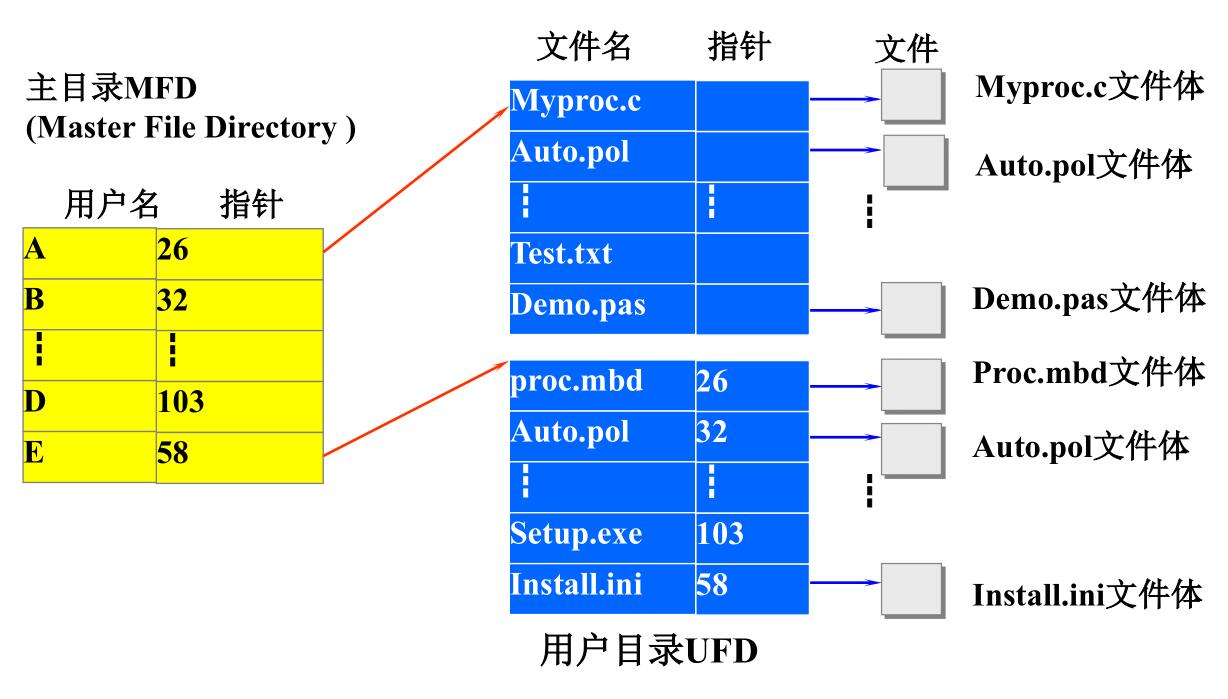 主目录MFD
(Master File Directory )
用户名 指针
A 26
B 32
D 103
E 58
文件名 指针 文件
Myproc.c
Auto.pol
Test.txt
Demo.pas
proc.mbd 26
Auto.pol 32
Setup.exe 103
Install.ini 58
用户目录UFD
Myproc.c文件体
Auto.pol文件体
Demo.pas文件体
Proc.mbd文件体
Auto.pol文件体
Install.ini文件体